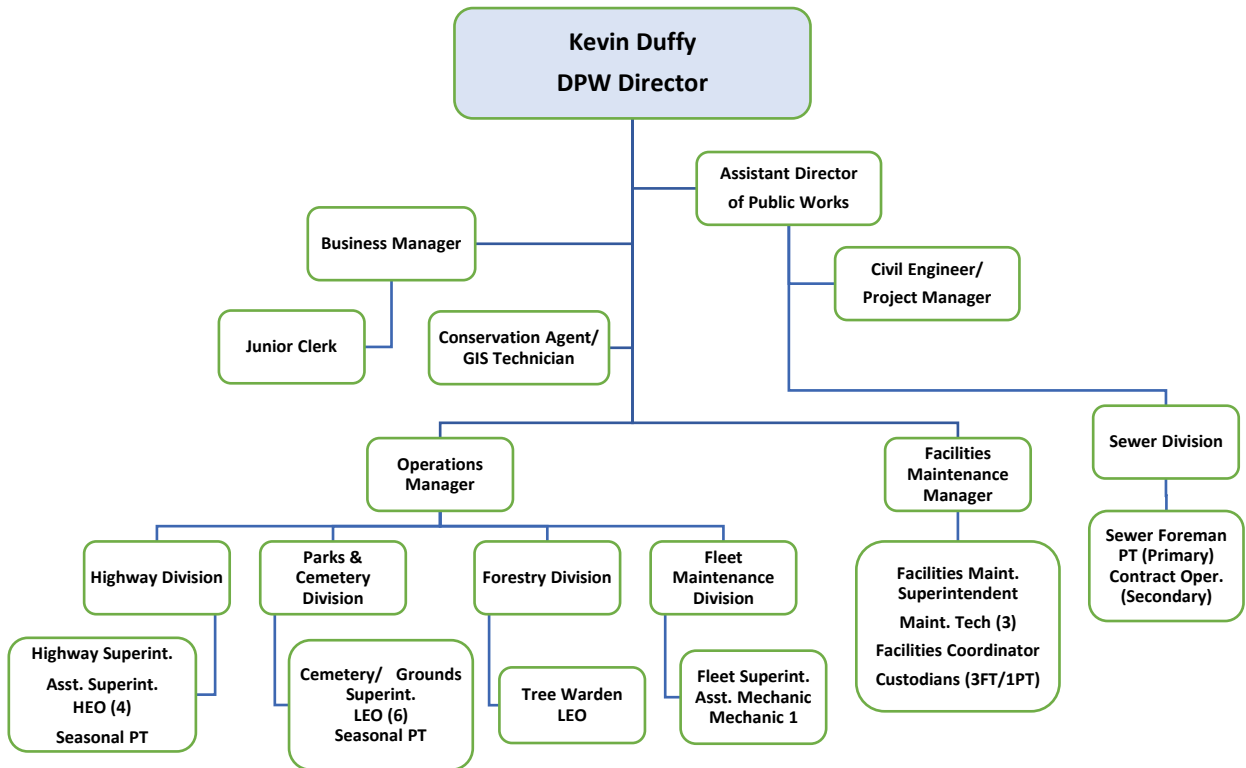 Kevin Duffy
DPW Director
Assistant Director
of Public Works
Business Manager
Civil Engineer/
Project Manager
Junior Clerk
Conservation Agent/
GIS Technician
Operations
Manager
Facilities
Maintenance
Manager
Sewer Division
Highway Division
Parks &
Cemetery
Division
Forestry Division
Fleet
Maintenance
Division
Sewer Foreman
PT (Primary)
Contract Oper.
(Secondary)
Highway Superint.
Asst. Superint.
HEO (4)
Seasonal PT
Cemetery/ Grounds
Superint.
LEO (6)
Seasonal PT
Tree Warden
LEO
Fleet Superint.
Asst. Mechanic
Mechanic 1
Facilities Maint.
Superintendent
Maint. Tech (3)
Facilities Coordinator
Custodians (3FT/1PT)